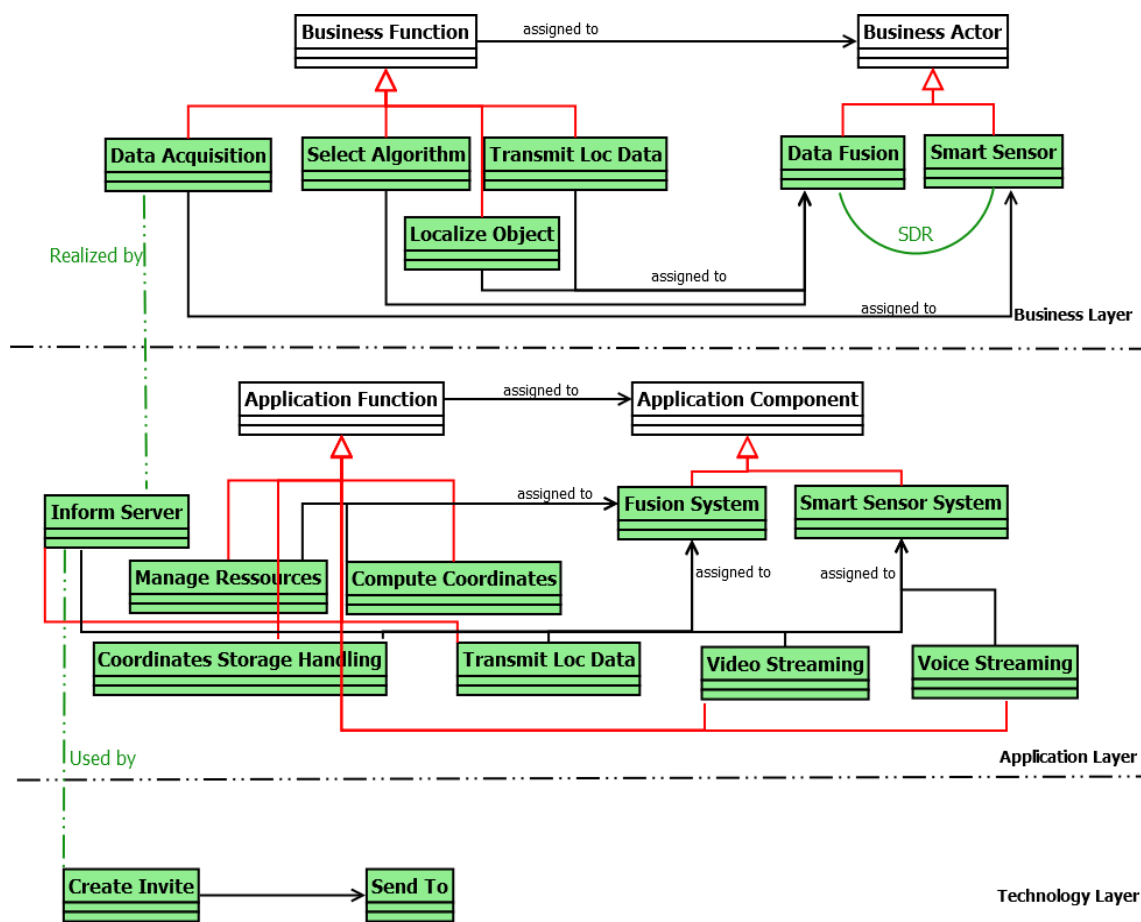 Business Function
assigned to
Business Actor
Data Acquisition
Select Algorithm
Transmit Loc Data
Data Fusion
Smart Sensor
Localize Object
SDR
Realized by
assigned to
assigned to
Business Layer
Application Function
assigned to
Application Component
Inform Server
assigned to
Fusion System
Smart Sensor System
Manage Ressources
Compute Coordinates
assigned to
assigned to
Coordinates Storage Handling
Transmit Loc Data
Video Streaming
Voice Streaming
Used by
Application Layer
Create Invite
Send To
Technology Layer